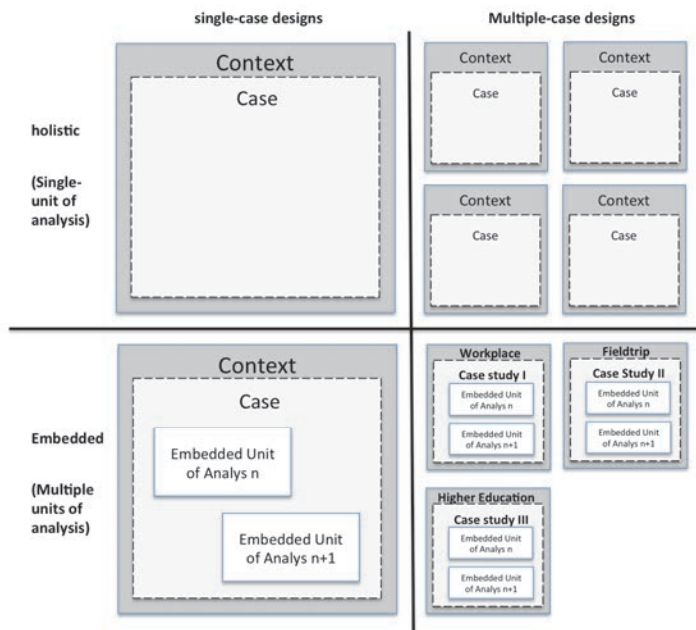 single-case designs
Multiple-case designs
holistic
(Single-
unit of
analysis)
Context
Case
Context
Case
Context
Case
Context
Case
Context
Case
Embedded
(Multiple
units of
analysis)
Context
Case
Embedded Unit
of Analys n
Embedded Unit
of Analys n+1
Workplace
Case study I
Embedded Unit
of Analys n
Embedded Unit
of Analys n+1
Fieldtrip
Case Study II
Embedded Unit
of Analys n
Embedded Unit
of Analys n+1
Higher Education
Case study III
Embedded Unit
of Analys n
Embedded Unit
of Analys n+1